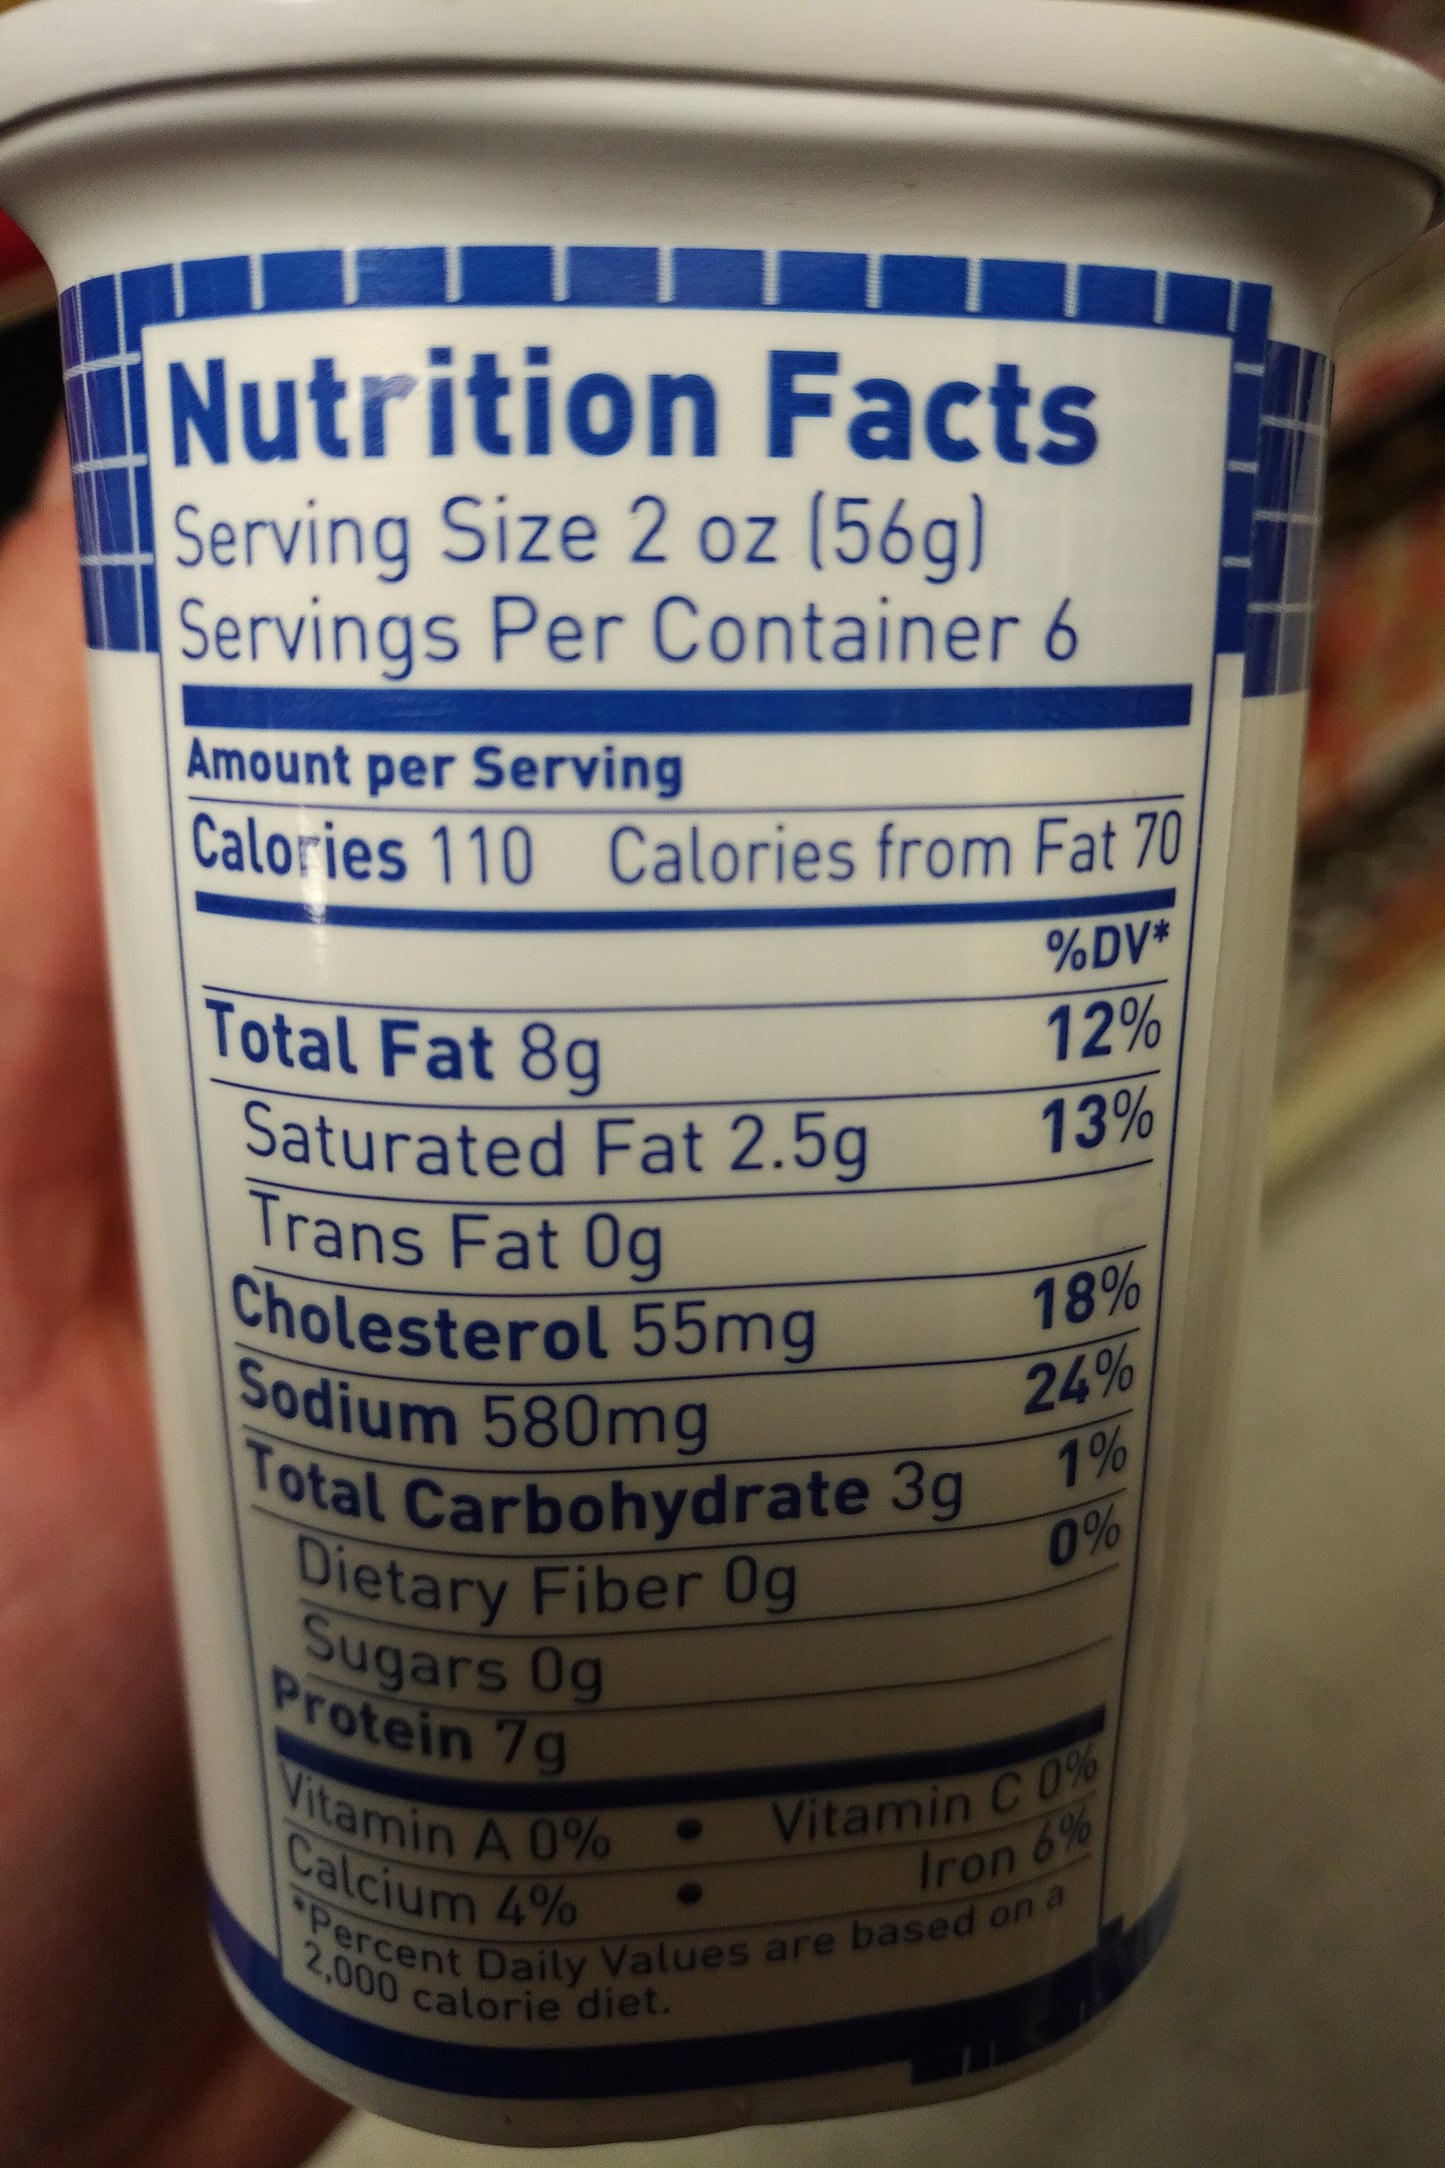 Nutrition Facts
Serving Size 2 oz (56g)
Servings Per Container 6
Amount per Serving
Calories 110 Calories from Fat 70
%DV*
Total Fat 8g 12%
Saturated Fat 2.5g 13%
Trans Fat 0g
Cholesterol 55mg 18%
Sodium 580mg 24%
Total Carbohydrate 3g 1%
Dietary Fiber 0g 0%
Sugars 0g
Protein 7g
Vitamin A 0% • Vitamin C 0%
Calcium 4% • Iron 6%
*Percent Daily Values are based on a
2,000 calorie diet.